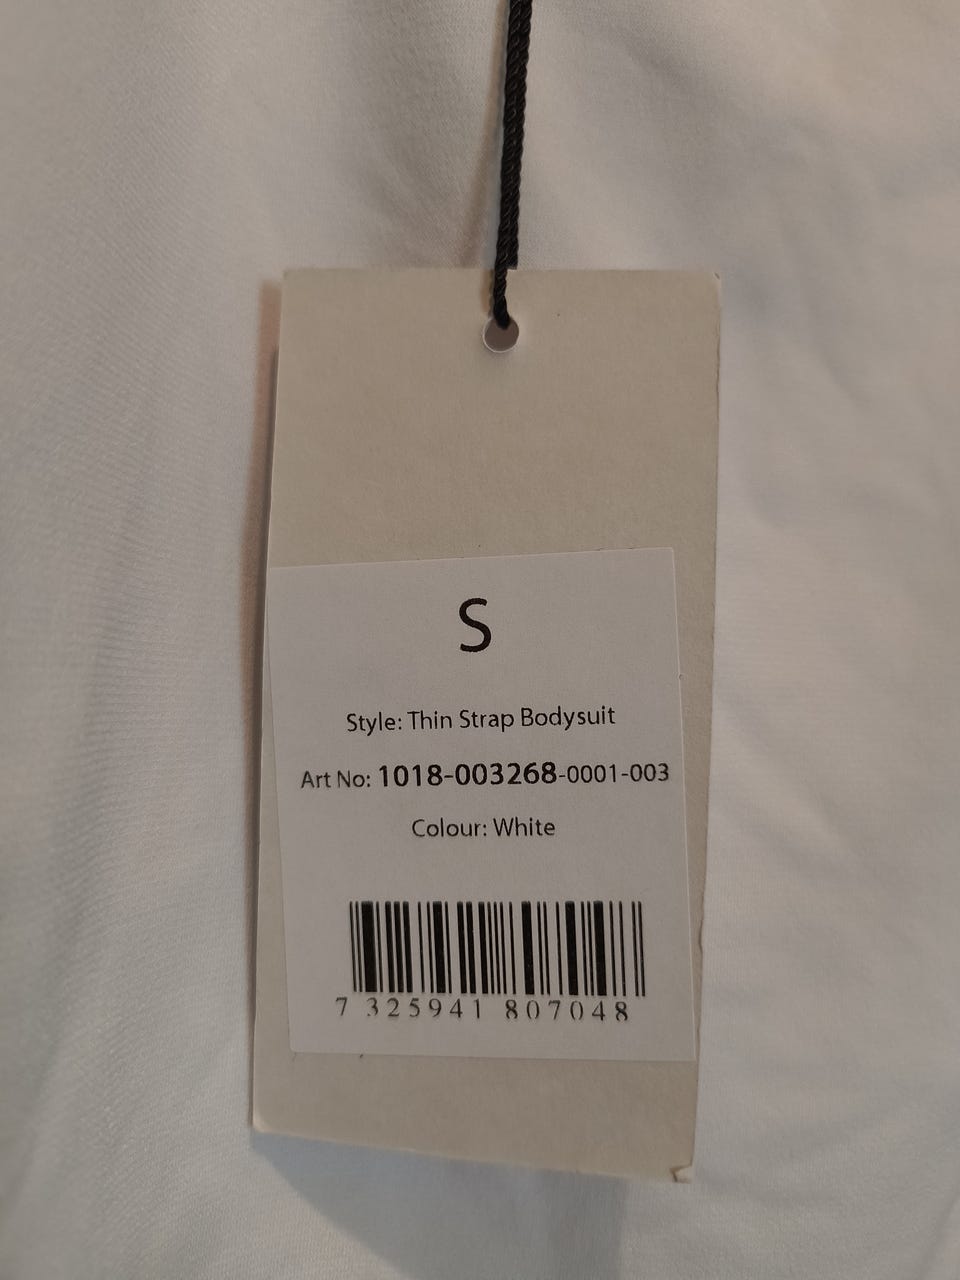 S
Style: Thin Strap Bodysuit
Art No: 1018-003268-0001-003
Colour: White
7 325941 807048